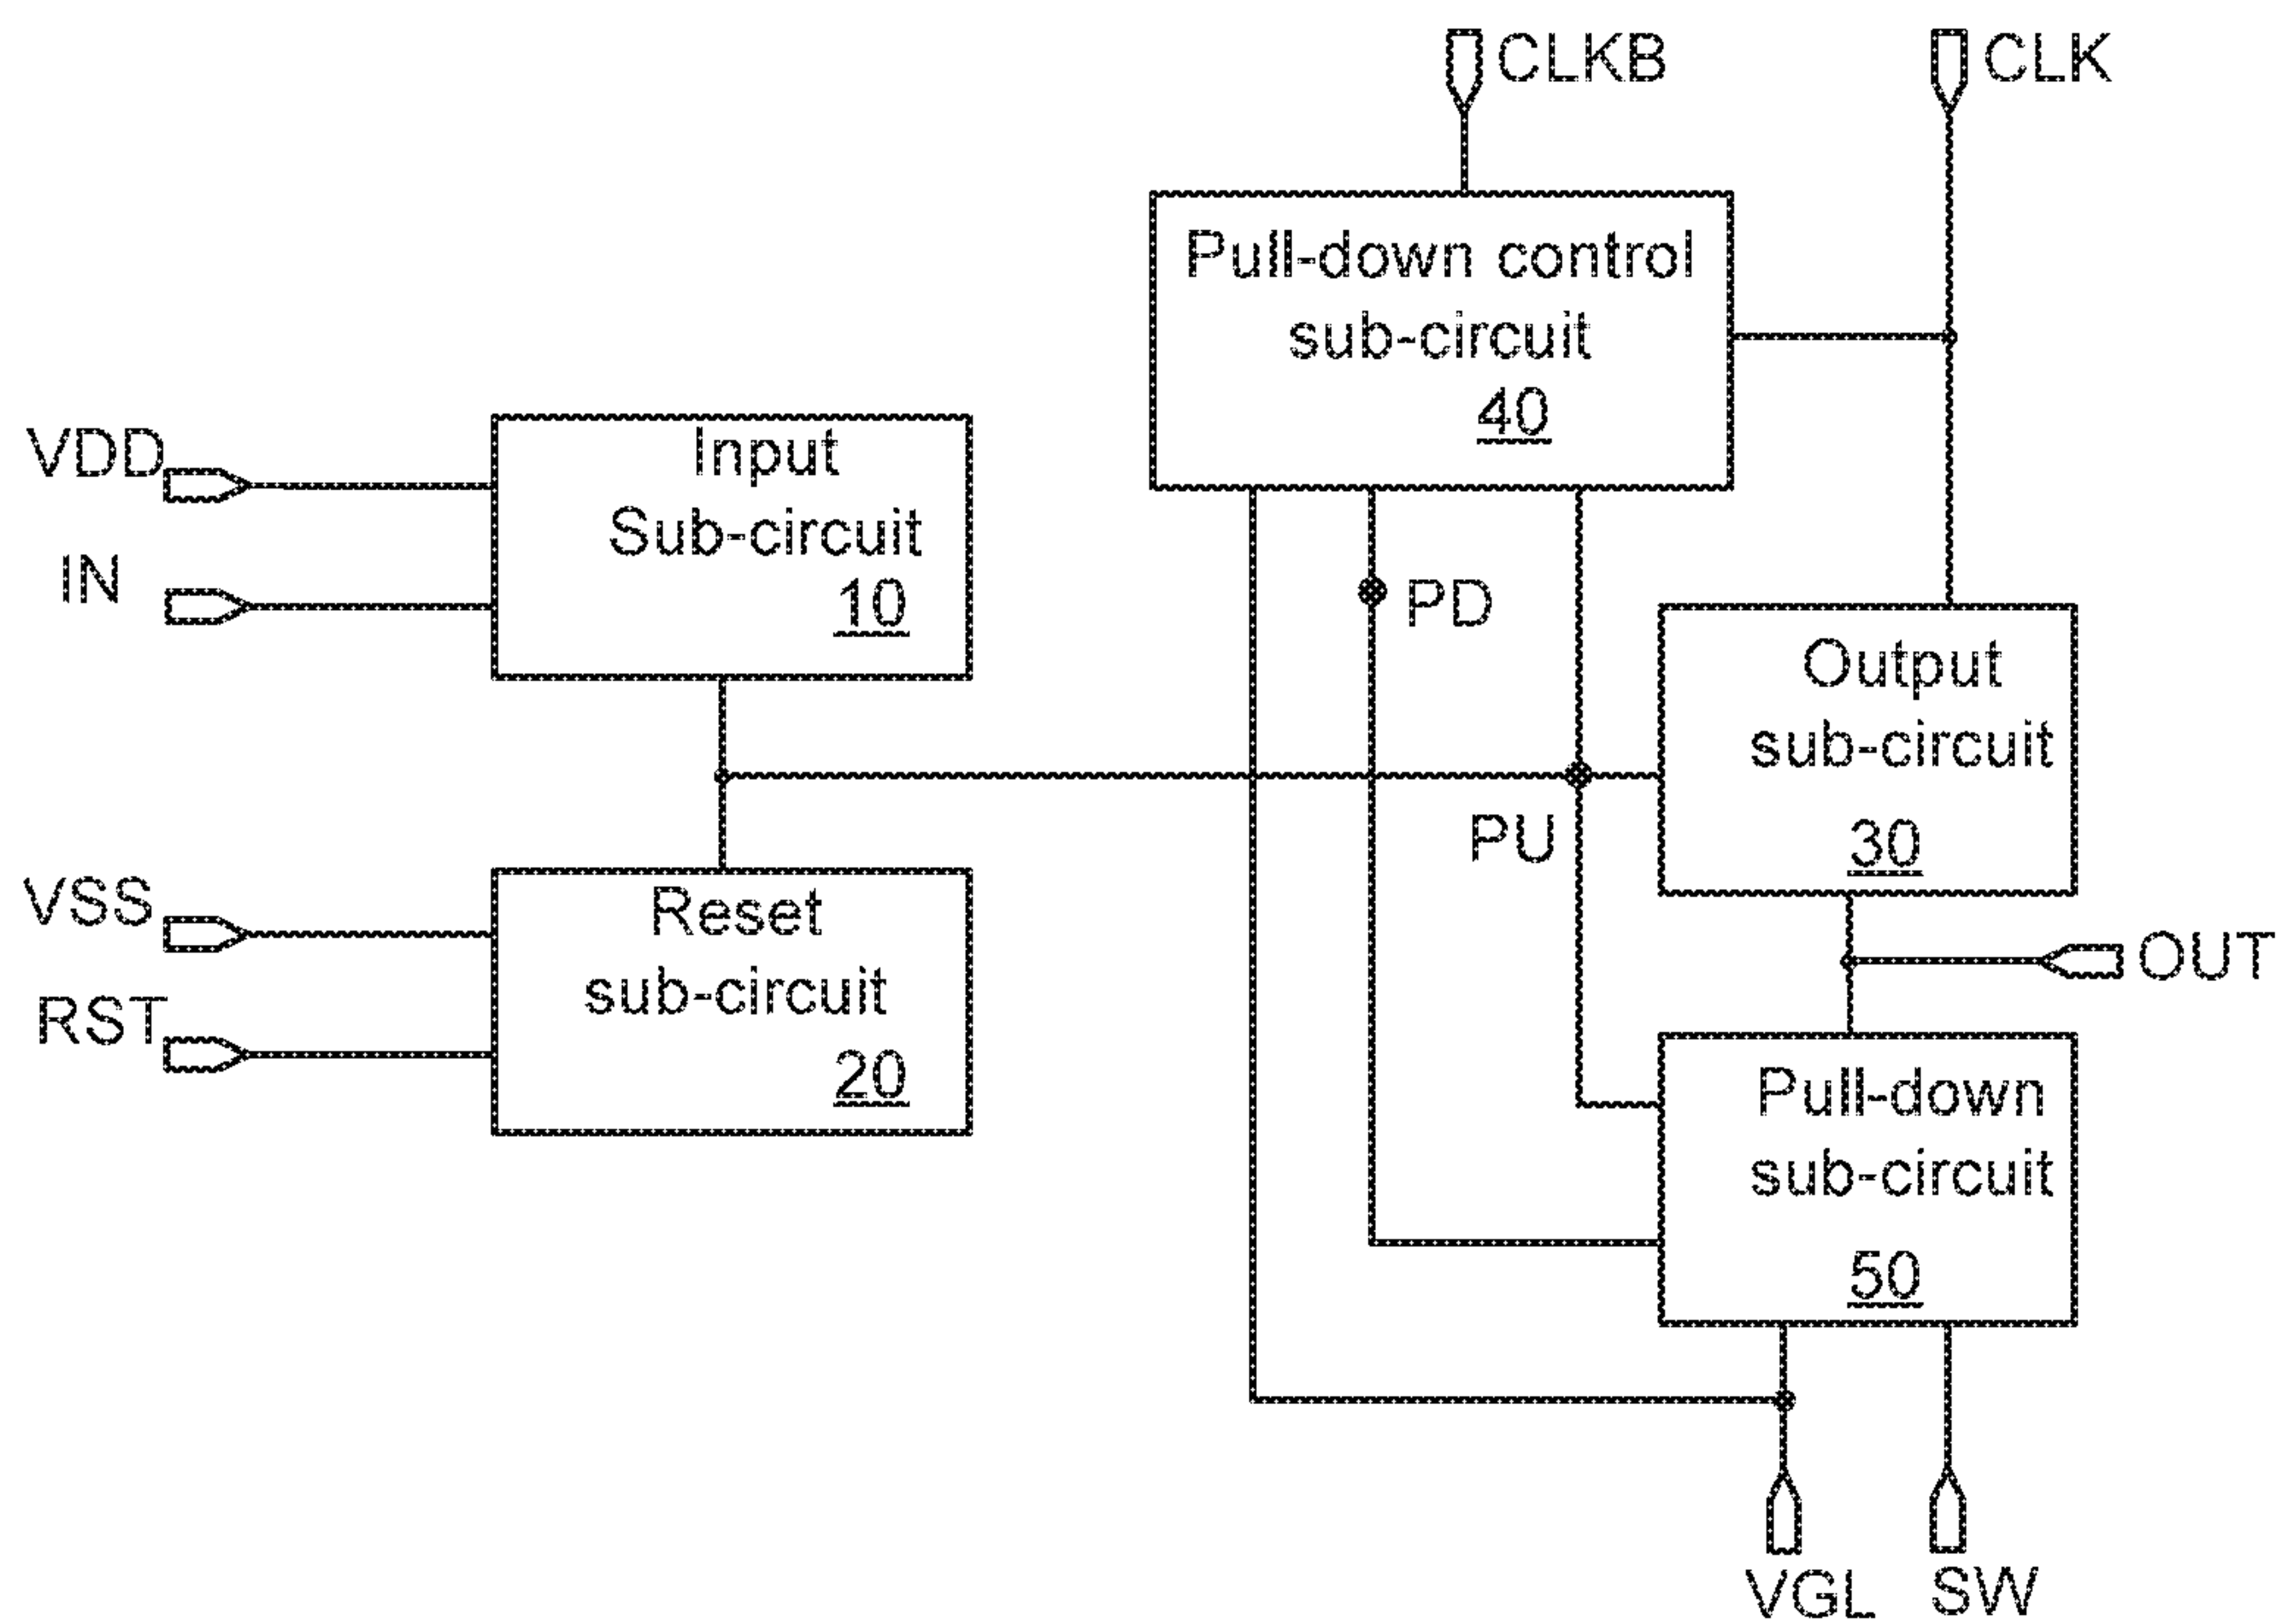 CLKB
CLK
Pull-down control
sub-circuit
40
VDD
IN
Input
Sub-circuit
10
PD
Output
sub-circuit
30
PU
VSS
RST
Reset
sub-circuit
20
OUT
Pull-down
sub-circuit
50
VGL
SW